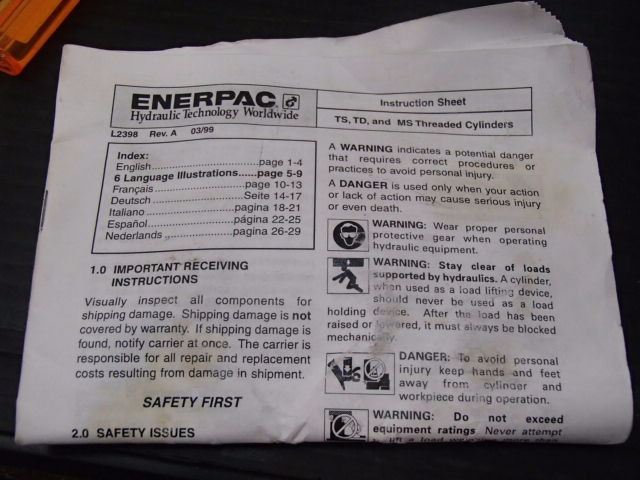 ENERPAC
Hydraulic Technology Worldwide
Instruction Sheet
TS, TD, and MS Threaded Cylinders
L2398 Rev. A 03/99
Index:
English.................................page 1-4
6 Language Illustrations......page 5-9
Français...........................page 10-13
Deutsch............................Seite 14-17
Italiano...........................pagina 18-21
Español..........................página 22-25
Nederlands ....................pagina 26-29
1.0 IMPORTANT RECEIVING
INSTRUCTIONS
Visually inspect all components for
shipping damage. Shipping damage is not
covered by warranty. If shipping damage is
found, notify carrier at once. The carrier is
responsible for all repair and replacement
costs resulting from damage in shipment.
SAFETY FIRST
2.0 SAFETY ISSUES
A WARNING indicates a potential danger
that requires correct procedures or
practices to avoid personal injury.
A DANGER is used only when your action
or lack of action may cause serious injury
or even death.
WARNING: Wear proper personal
protective gear when operating
hydraulic equipment.
WARNING: Stay clear of loads
supported by hydraulics. A cylinder,
when used as a load lifting device,
should never be used as a load
holding device. After the load has been
raised or lowered, it must always be blocked
mechanically.
DANGER: To avoid personal
injury keep hands and feet
away from cylinder and
workpiece during operation.
WARNING: Do not exceed
equipment ratings. Never attempt
lift a load weighing more than